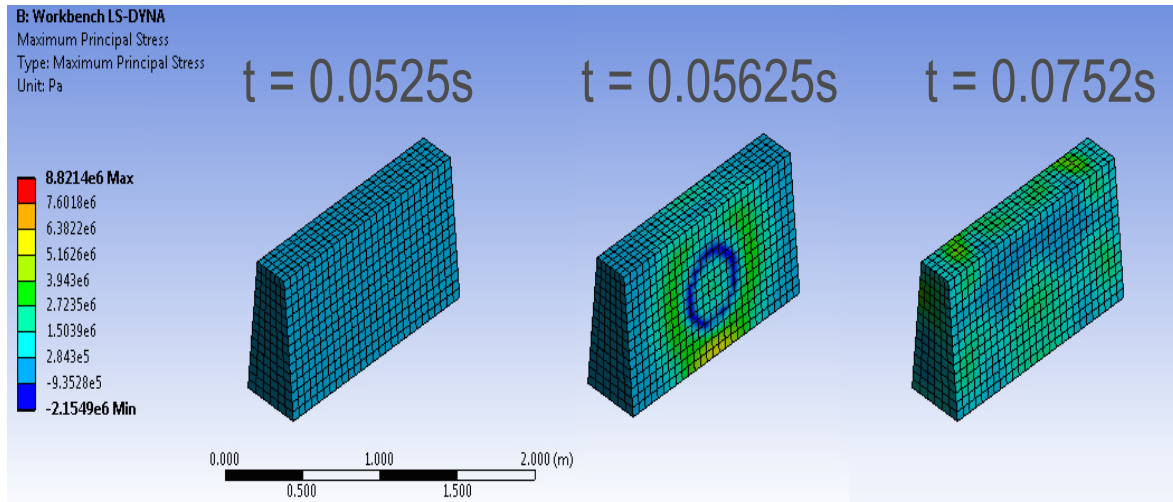 B: Workbench LS-DYNA
Maximum Principal Stress
Type: Maximum Principal Stress
Unit: Pa
t = 0.0525s
t = 0.05625s
t = 0.0752s
8.8214e6 Max
7.6018e6
6.3822e6
5.1626e6
3.943e6
2.7235e6
1.5039e6
2.843e5
-9.3528e5
-2.1549e6 Min
0.000 1.000 2.000 (m)
0.500 1.500